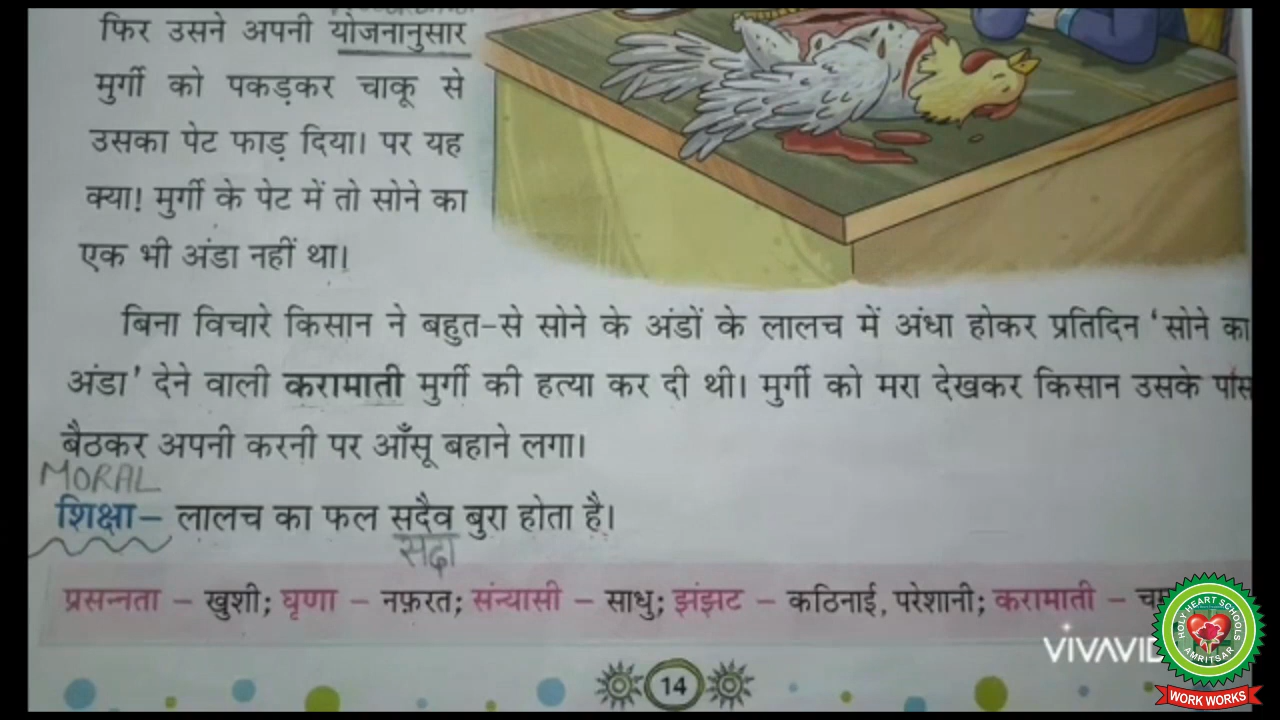 फिर उसने अपनी योजनानुसार
मुर्गी को पकड़कर चाकू से
उसका पेट फाड़ दिया। पर यह
क्या! मुर्गी के पेट में तो सोने का
एक भी अंडा नहीं था।
बिना विचारे किसान ने बहुत-से सोने के अंडों के लालच में अंधा होकर प्रतिदिन 'सोने का
अंडा' देने वाली करामाती मुर्गी की हत्या कर दी थी। मुर्गी को मरा देखकर किसान उसके पास
बैठकर अपनी करनी पर आँसू बहाने लगा।
MORAL
शिक्षा– लालच का फल सदैव बुरा होता है।
सदा
प्रसन्नता – खुशी; घृणा – नफ़रत; संन्यासी – साधु; झंझट – कठिनाई, परेशानी; करामाती –
14
HOLY HEART SCHOOLS
AMRITSAR
WORK WORKS